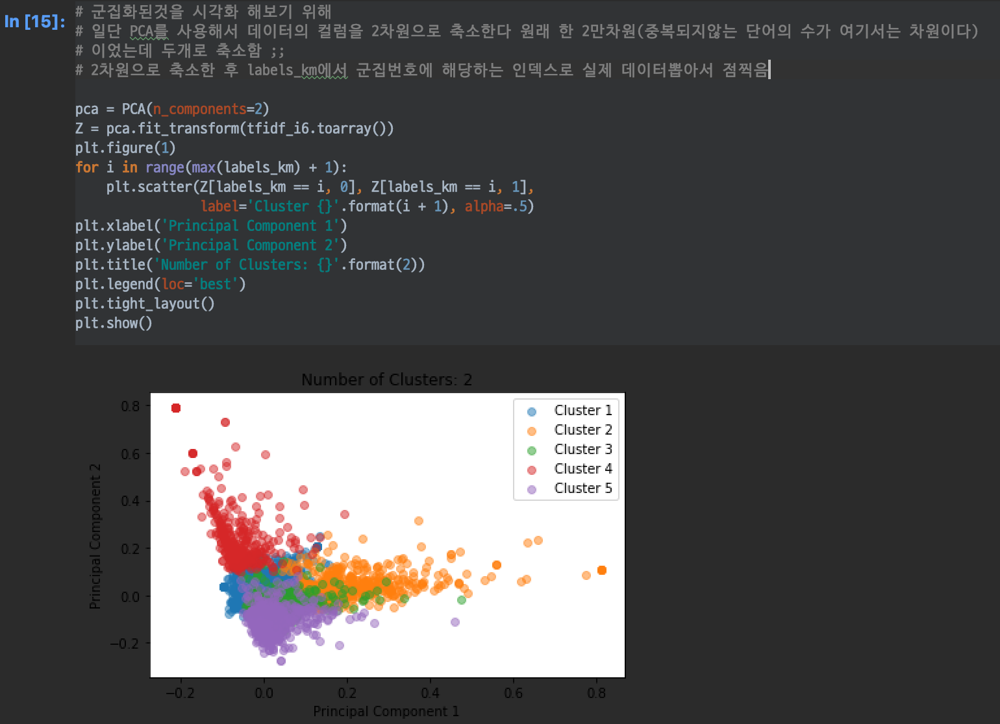 In [15]:
# 군집화된것을 시각화 해보기 위해
# 일단 PCA를 사용해서 데이터의 컬럼을 2차원으로 축소한다 원래 한 2만차원(중복되지않는 단어의 수가 여기서는 차원이다)
# 이었는데 두개로 축소함 ;;
# 2차원으로 축소한 후 labels_km에서 군집번호에 해당하는 인덱스로 실제 데이터뽑아서 점찍음
pca = PCA(n_components=2)
Z = pca.fit_transform(tfidf_i6.toarray())
plt.figure(1)
for i in range(max(labels_km) + 1):
    plt.scatter(Z[labels_km == i, 0], Z[labels_km == i, 1],
                label='Cluster {}'.format(i + 1), alpha=.5)
plt.xlabel('Principal Component 1')
plt.ylabel('Principal Component 2')
plt.title('Number of Clusters: {}'.format(2))
plt.legend(loc='best')
plt.tight_layout()
plt.show()
Number of Clusters: 2
Cluster 1
Cluster 2
Cluster 3
Cluster 4
Cluster 5
Principal Component 2
0.8
0.6
0.4
0.2
0.0
−0.2
−0.2 0.0 0.2 0.4 0.6 0.8
Principal Component 1